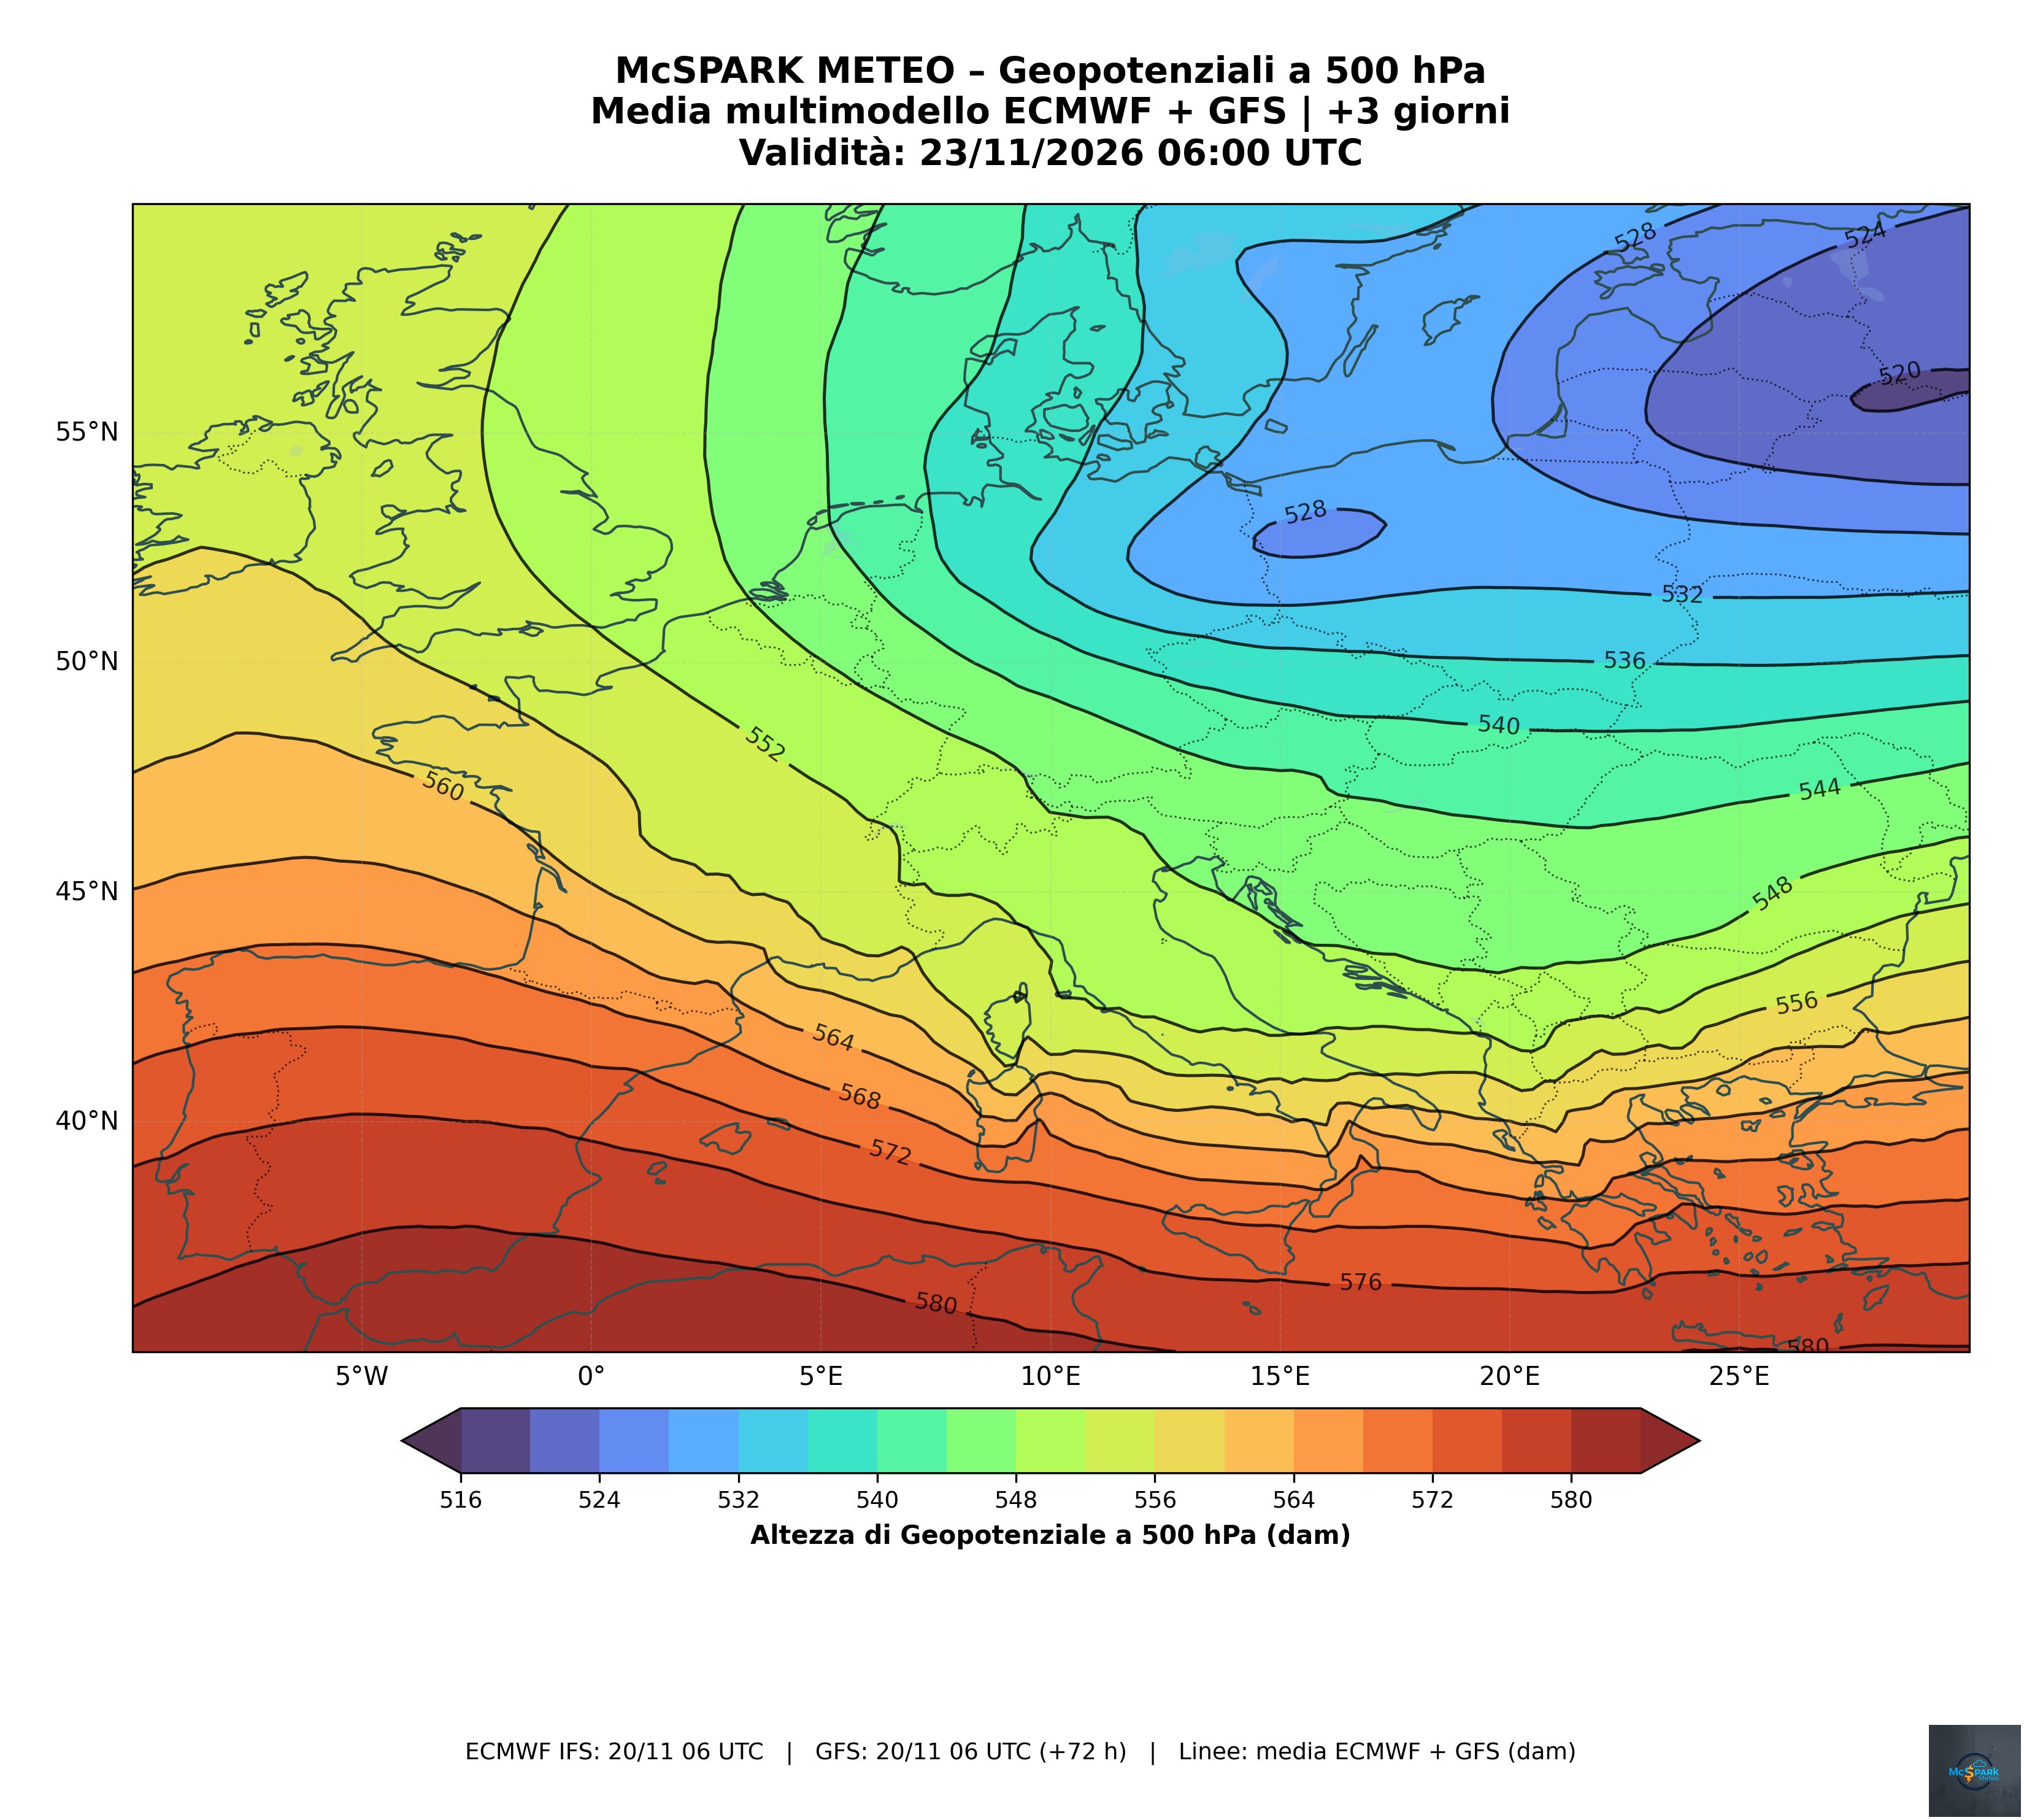 McSPARK METEO – Geopotenziali a 500 hPa
Media multimodello ECMWF + GFS | +3 giorni
Validità: 23/11/2026 06:00 UTC
528
524
520
55°N
528
532
50°N
536
552
540
560
544
45°N
548
556
564
40°N
568
572
576
580
580
5°W 0° 5°E 10°E 15°E 20°E 25°E
516 524 532 540 548 556 564 572 580
Altezza di Geopotenziale a 500 hPa (dam)
ECMWF IFS: 20/11 06 UTC | GFS: 20/11 06 UTC (+72 h) | Linee: media ECMWF + GFS (dam)
McSPARK
Meteo